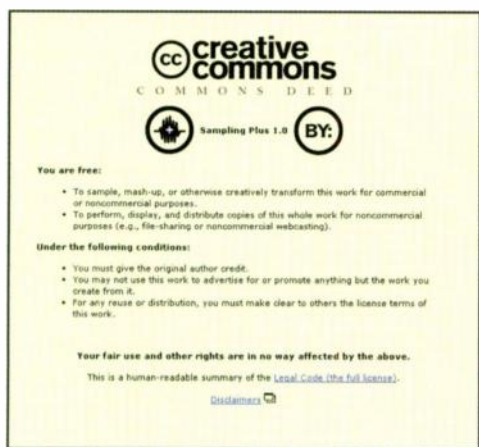 cc creative
commons
COMMONS DEED
Sampling Plus 1.0 BY:
You are free:
• To sample, mash-up, or otherwise creatively transform this work for commercial
or noncommercial purposes.
• To perform, display, and distribute copies of this whole work for noncommercial
purposes (e.g., file-sharing or noncommercial webcasting).
Under the following conditions:
• You must give the original author credit.
• You may not use this work to advertise for or promote anything but the work you
create from it.
• For any reuse or distribution, you must make clear to others the license terms of
this work.
Your fair use and other rights are in no way affected by the above.
This is a human-readable summary of the Legal Code (the full license).
Disclaimers